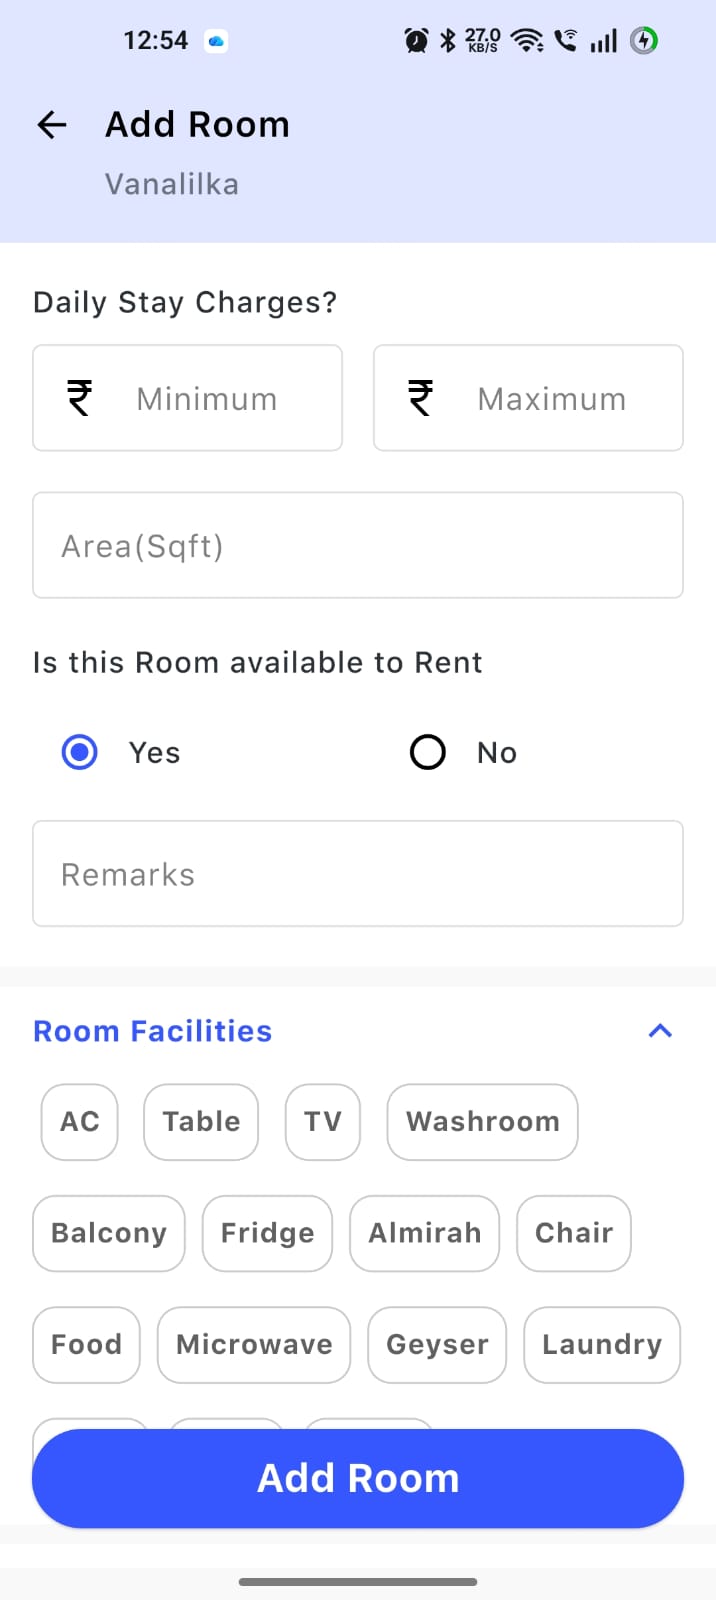 12:54 27.0 KB/S
Add Room
Vanalilka
Daily Stay Charges?
₹ Minimum ₹ Maximum
Area(Sqft)
Is this Room available to Rent
Yes No
Remarks
Room Facilities
AC Table TV Washroom
Balcony Fridge Almirah Chair
Food Microwave Geyser Laundry
Add Room